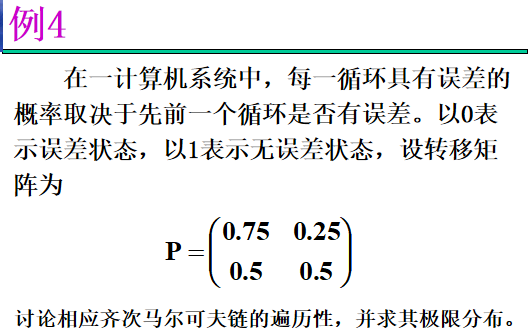 例4
在一计算机系统中，每一循环具有误差的
概率取决于先前一个循环是否有误差。以0表
示误差状态，以1表示无误差状态，设转移矩
阵为
P = (0.75 0.25
0.5 0.5)
讨论相应齐次马尔可夫链的遍历性，并求其极限分布。